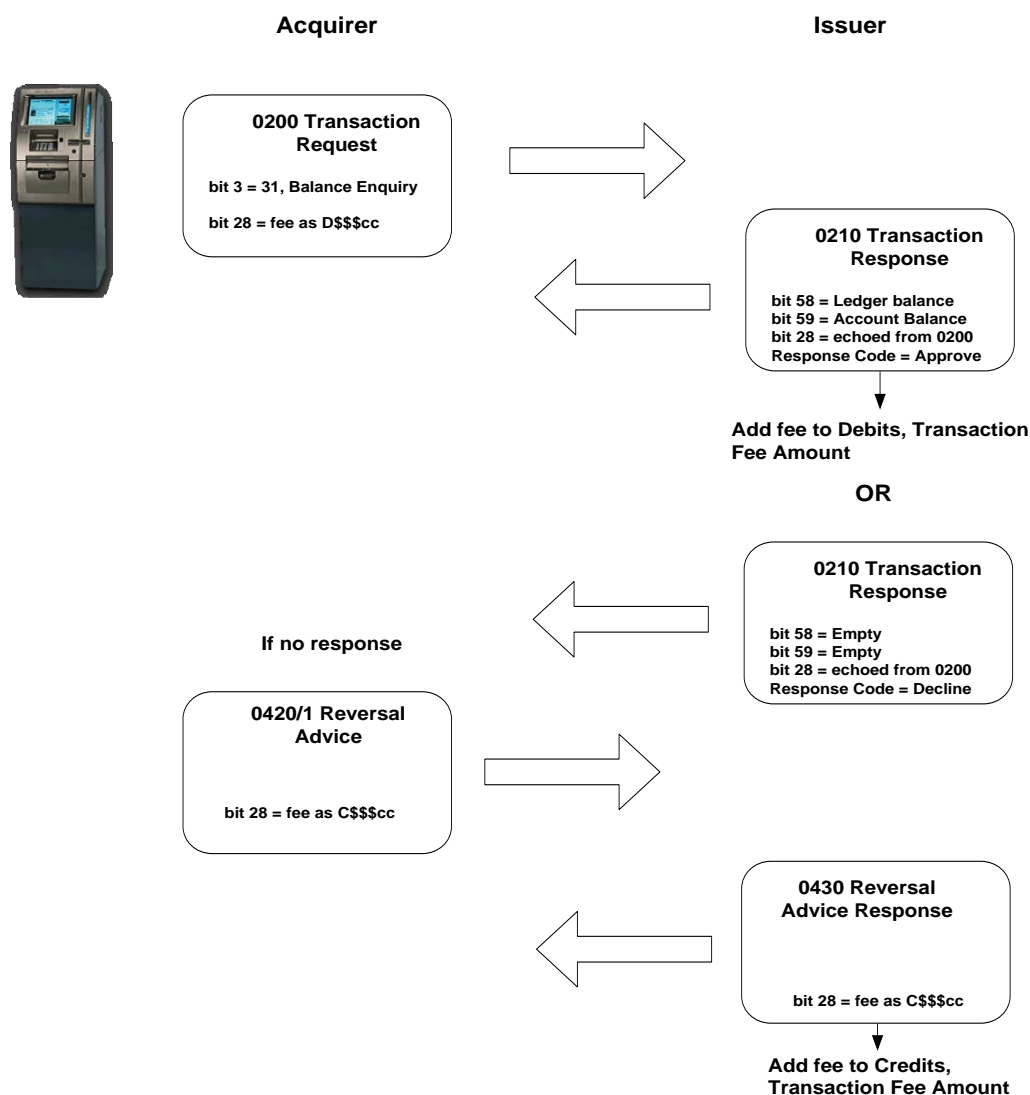 Acquirer
Issuer
0200 Transaction
Request
bit 3 = 31, Balance Enquiry
bit 28 = fee as D$$$cc
0210 Transaction
Response
bit 58 = Ledger balance
bit 59 = Account Balance
bit 28 = echoed from 0200
Response Code = Approve
Add fee to Debits, Transaction
Fee Amount
OR
0210 Transaction
Response
bit 58 = Empty
bit 59 = Empty
bit 28 = echoed from 0200
Response Code = Decline
If no response
0420/1 Reversal
Advice
bit 28 = fee as C$$$cc
0430 Reversal
Advice Response
bit 28 = fee as C$$$cc
Add fee to Credits,
Transaction Fee Amount